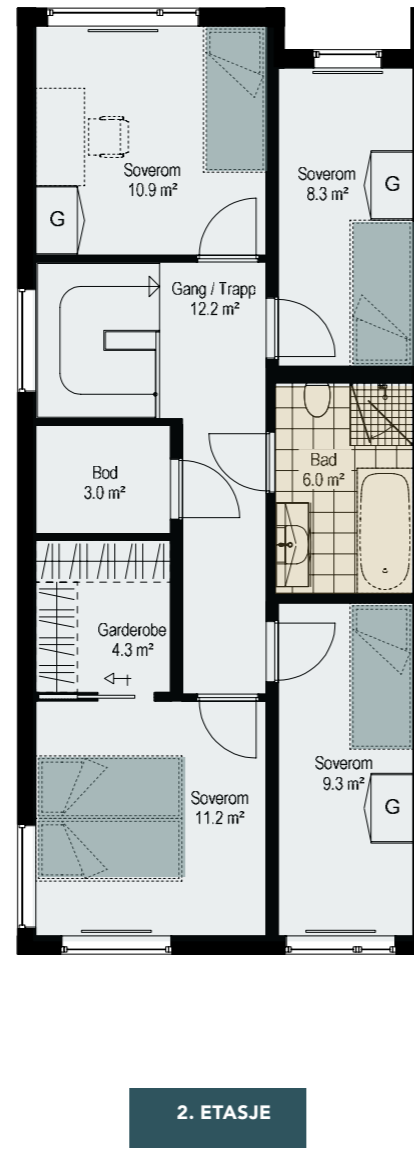 Soverom
10.9 m²
G
Soverom
8.3 m²
G
Gang / Trapp
12.2 m²
Bod
3.0 m²
Bad
6.0 m²
Garderobe
4.3 m²
Soverom
11.2 m²
Soverom
9.3 m²
G
2. ETASJE